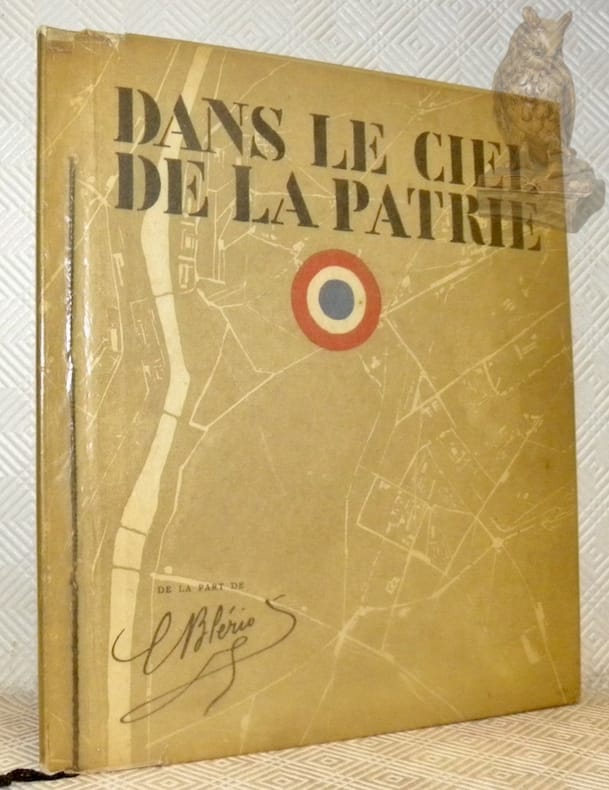 DANS LE CIEL
DE LA PATRIE
DE LA PART DE
L Blériot